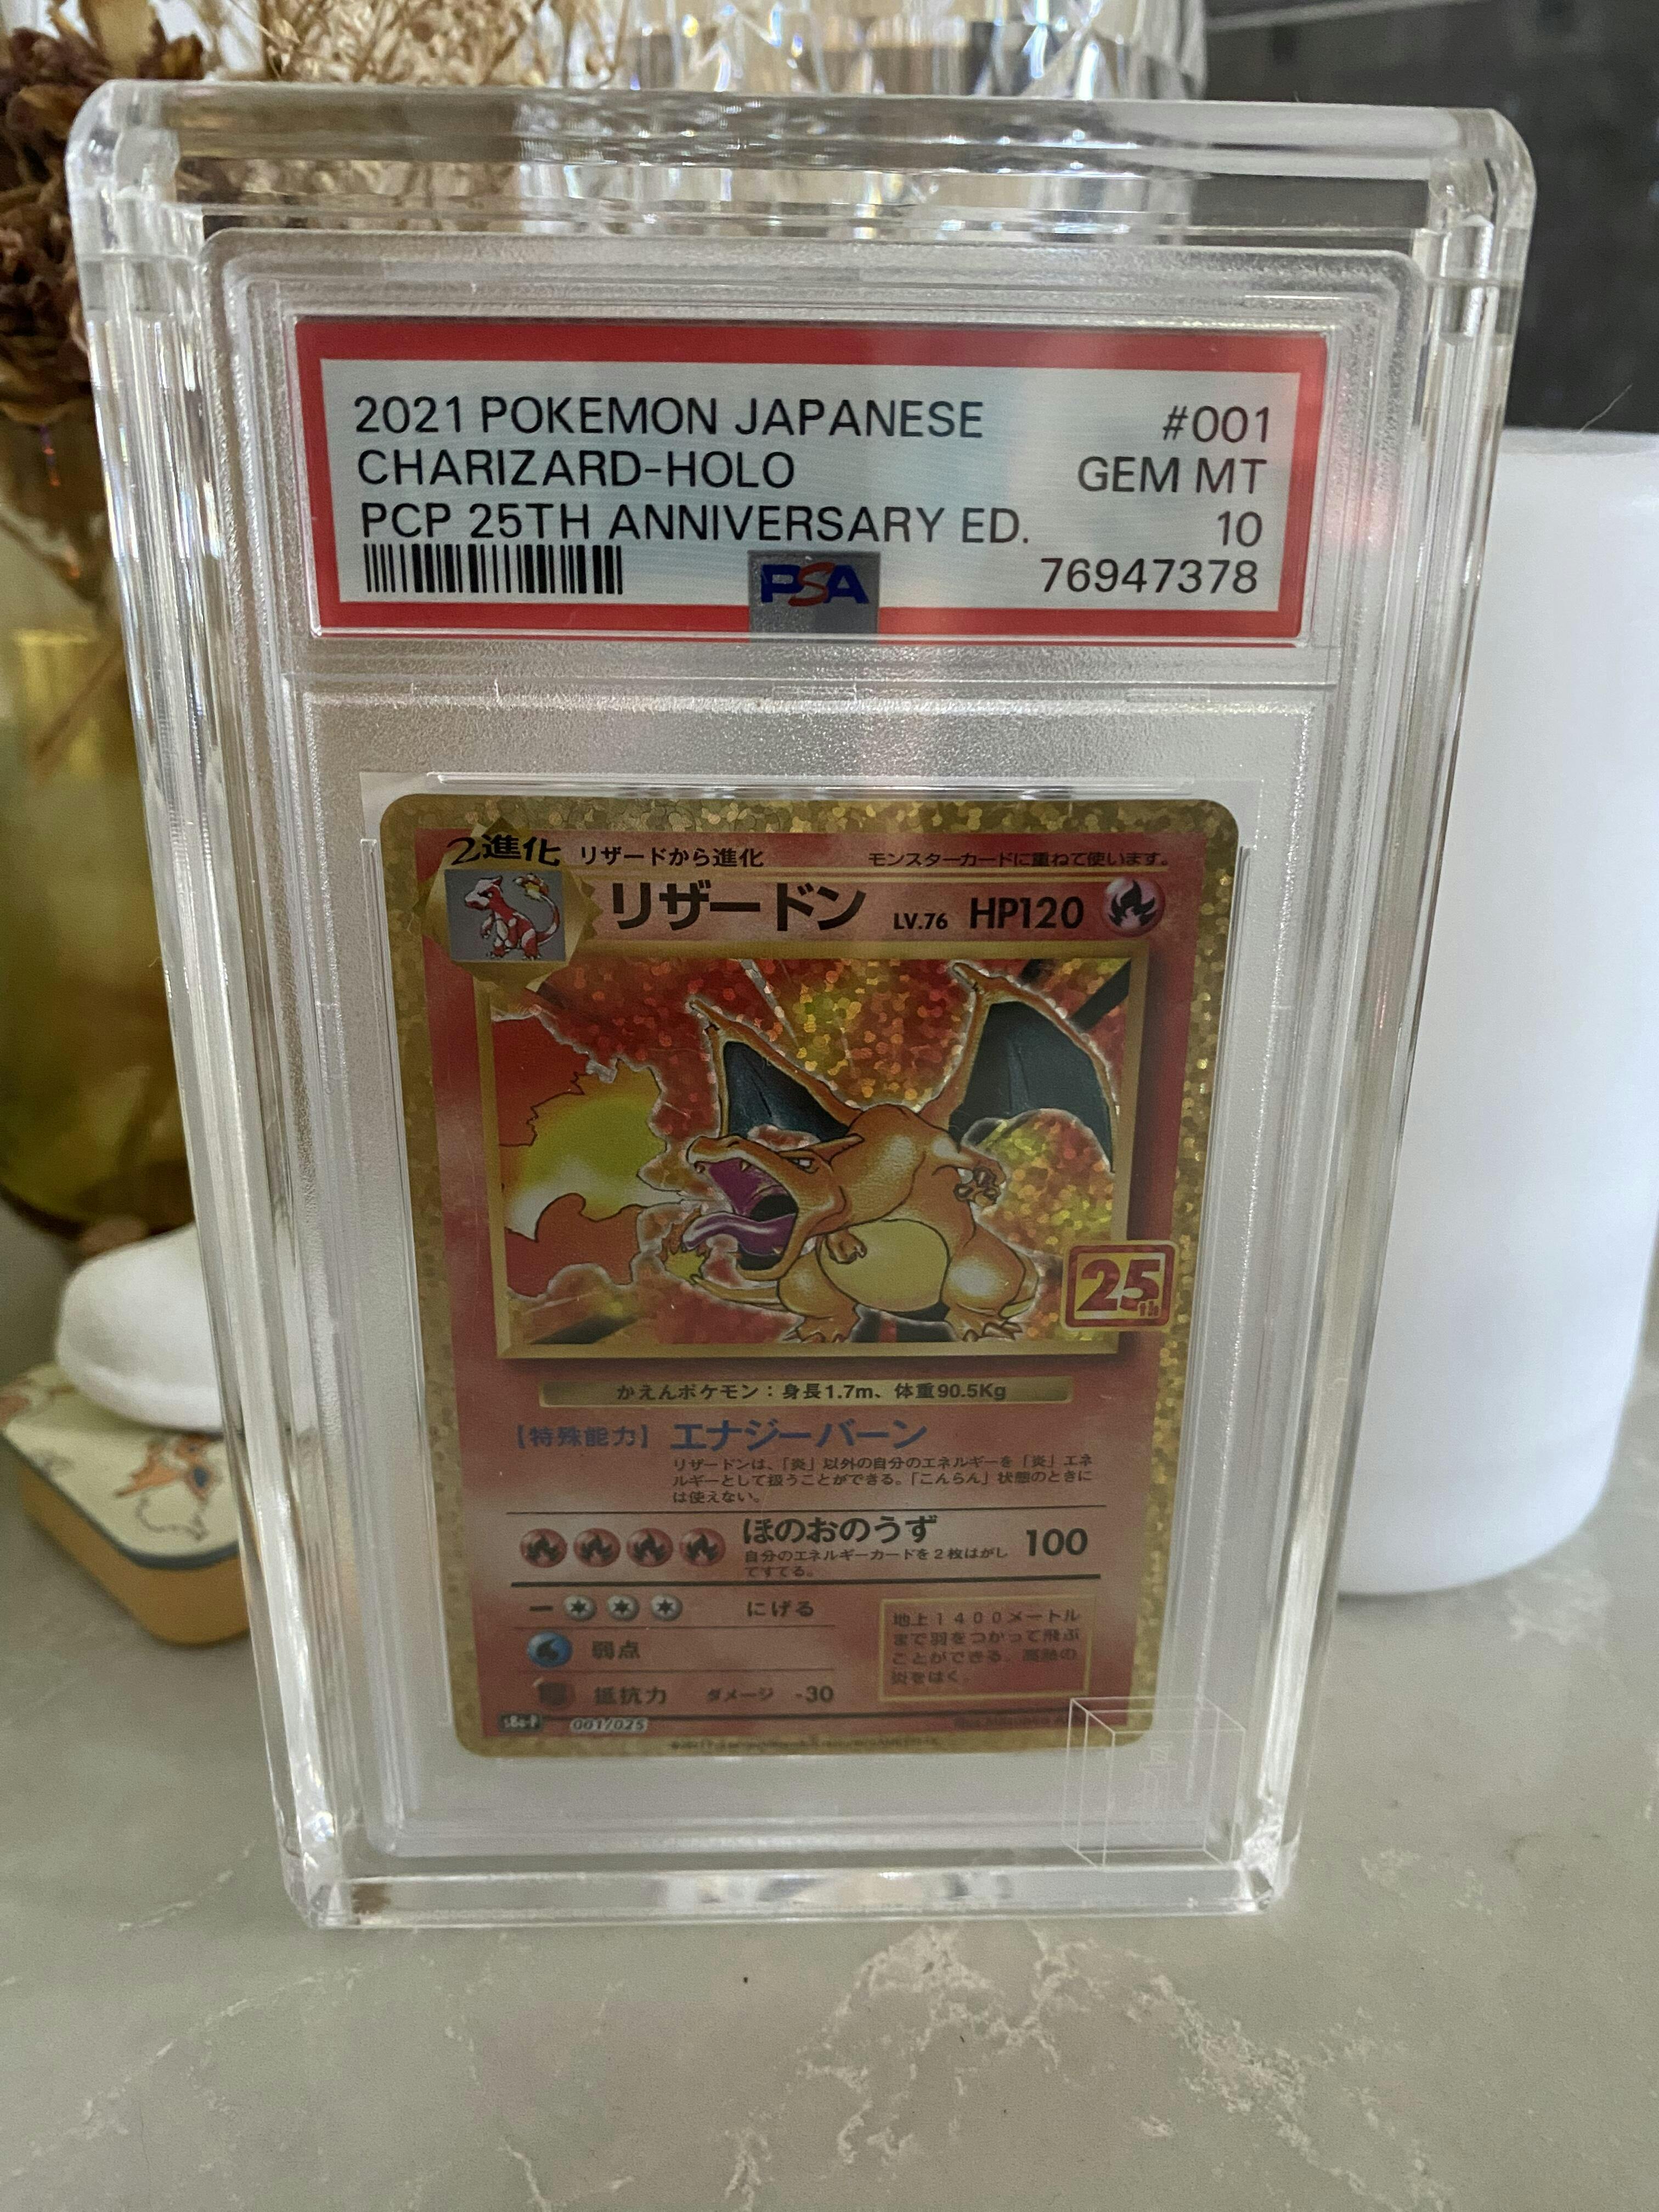 2021 POKEMON JAPANESE #001
CHARIZARD-HOLO GEM MT
PCP 25TH ANNIVERSARY ED. 10
PSA 76947378
2進化 リザードから進化 モンスターカードに重ねて使います。
リザードン LV.76 HP120
25th
かえんポケモン：身長1.7m、体重90.5Kg
【特殊能力】 エナジーバーン
リザードンは、「炎」以外の自分のエネルギーを「炎」エネ
ルギーとして扱うことができる。「こんらん」状態のときに
は使えない。
ほのおのうず 100
自分のエネルギーカードを2枚はがし
てすてる。
にげる
弱点
抵抗力 ダメージ -30
地上1400メートル
まで羽をつかって飛ぶ
ことができる。高熱の
炎をはく。
s8a-P 001/025